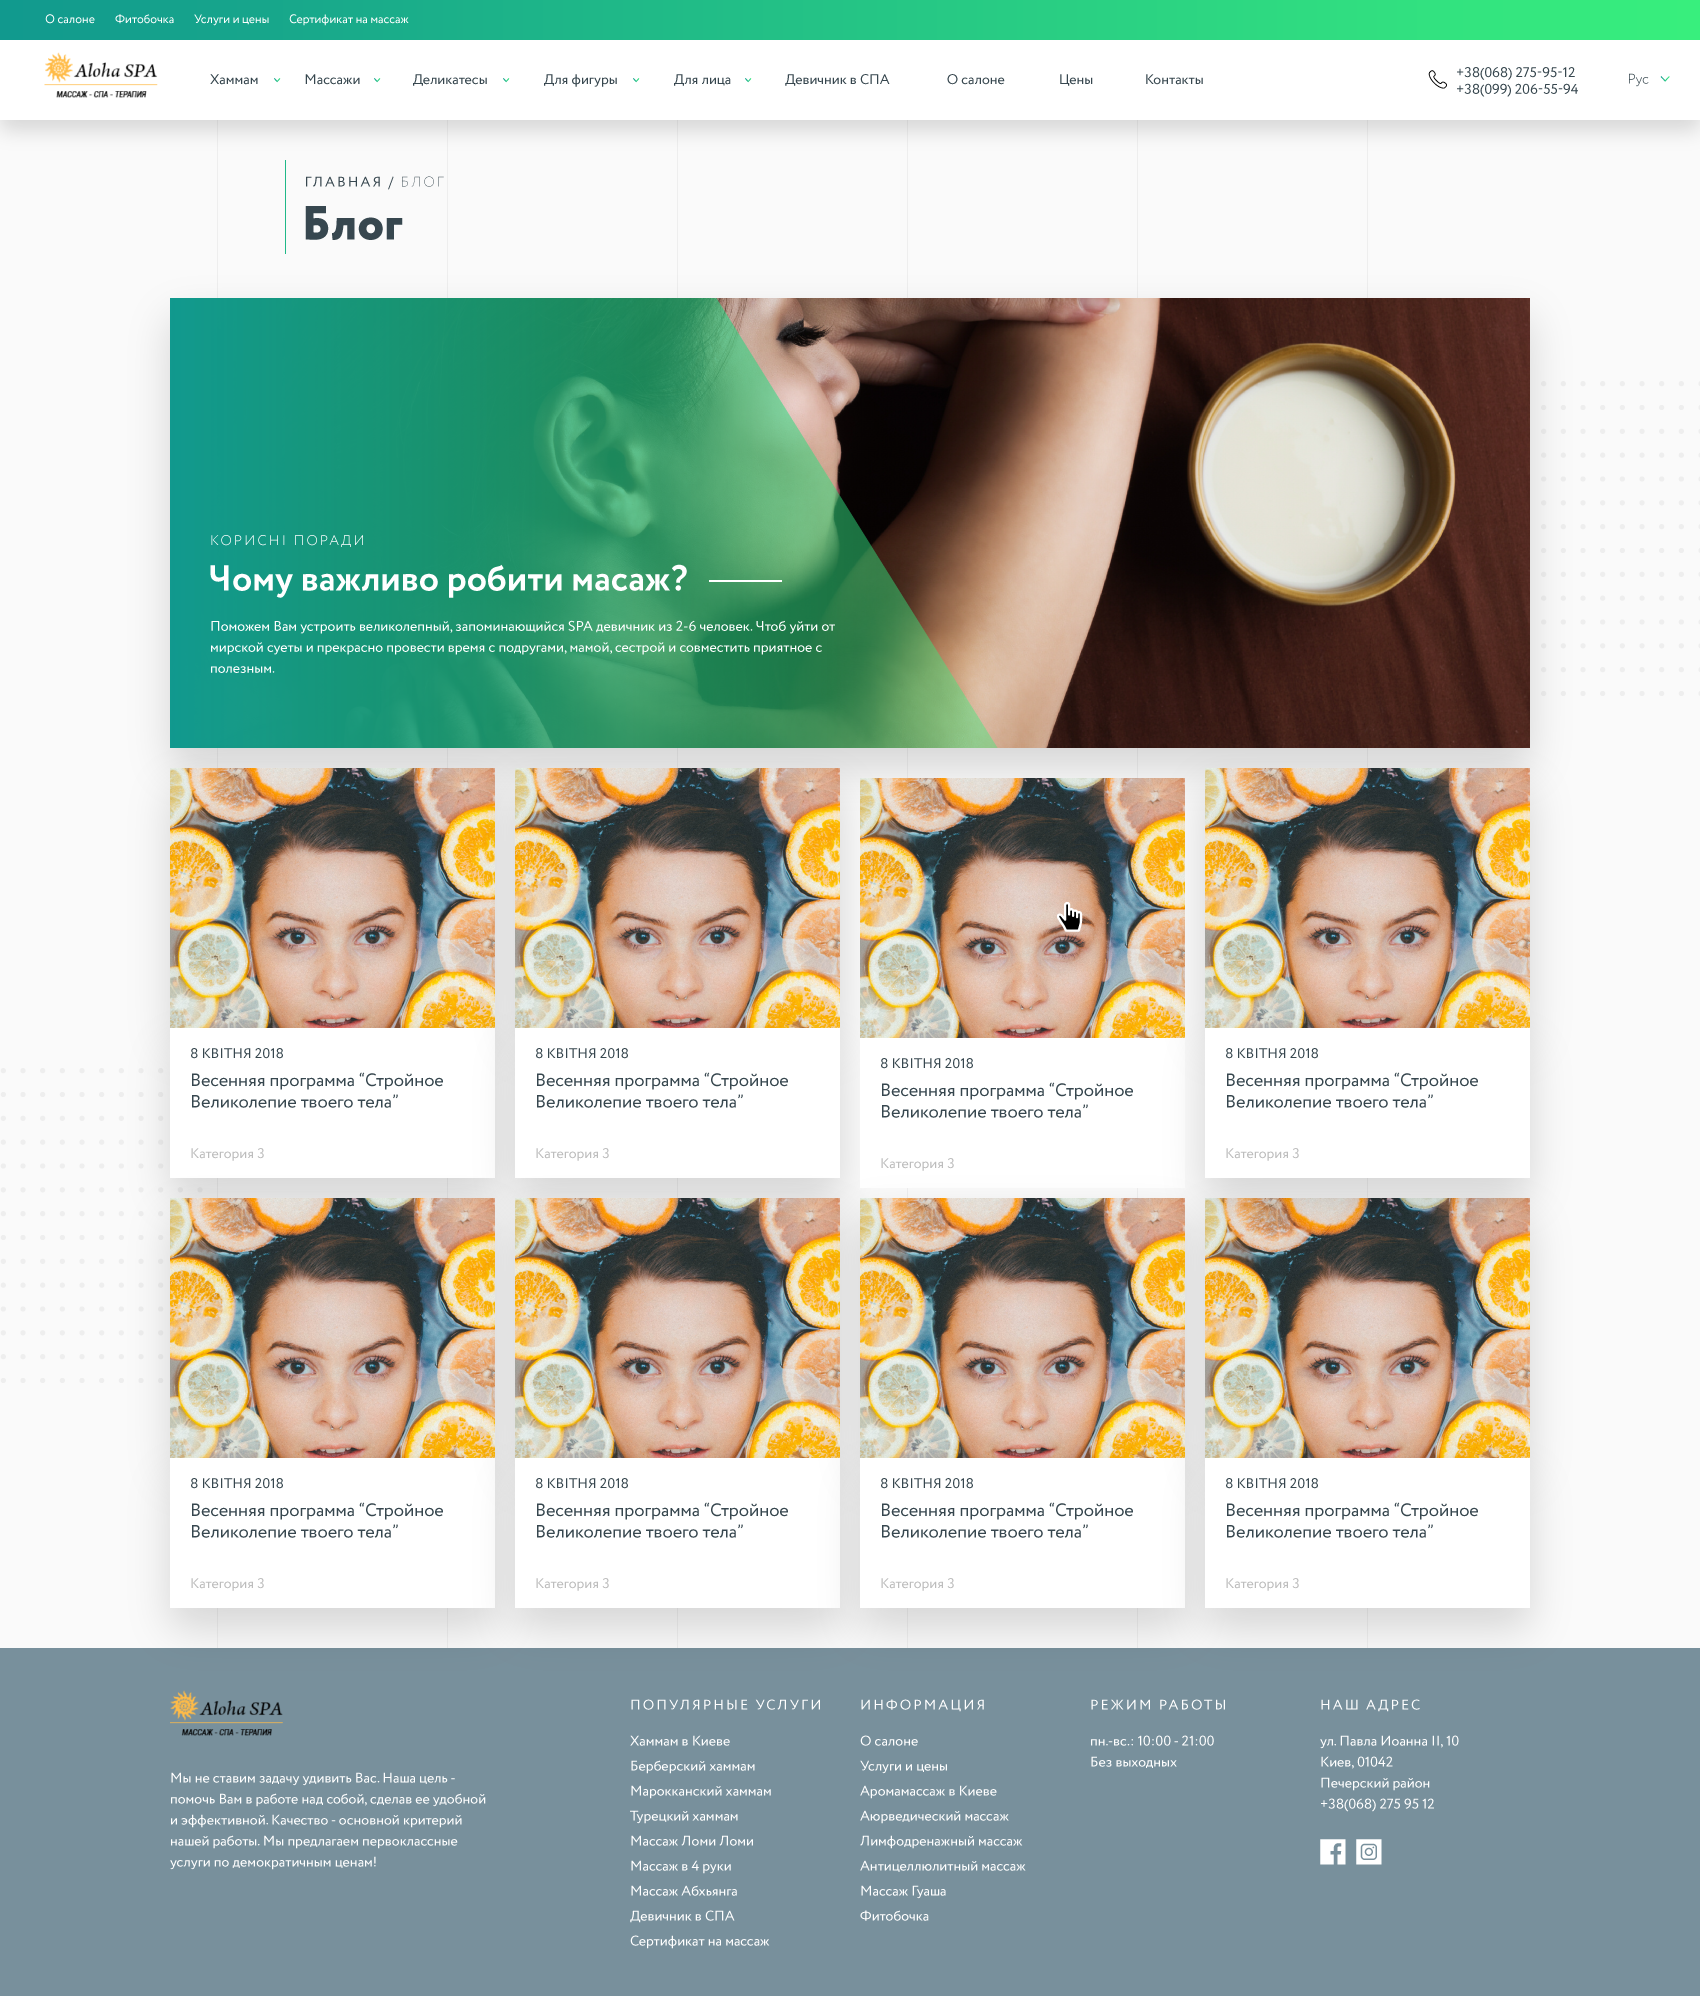 О салоне Фитобочка Услуги и цены Сертификат на массаж
Aloha SPA
МАССАЖ - СПА - ТЕРАПИЯ
Хаммам Массажи Деликатесы Для фигуры Для лица Девичник в СПА О салоне Цены Контакты
+38(068) 275-95-12
+38(099) 206-55-94
Рус
ГЛАВНАЯ / БЛОГ
Блог
КОРИСНІ ПОРАДИ
Чому важливо робити масаж?
Поможем Вам устроить великолепный, запоминающийся SPA девичник из 2-6 человек. Чтоб уйти от
мирской суеты и прекрасно провести время с подругами, мамой, сестрой и совместить приятное с
полезным.
8 КВІТНЯ 2018
Весенняя программа “Стройное
Великолепие твоего тела”
Категория 3
8 КВІТНЯ 2018
Весенняя программа “Стройное
Великолепие твоего тела”
Категория 3
8 КВІТНЯ 2018
Весенняя программа “Стройное
Великолепие твоего тела”
Категория 3
8 КВІТНЯ 2018
Весенняя программа “Стройное
Великолепие твоего тела”
Категория 3
8 КВІТНЯ 2018
Весенняя программа “Стройное
Великолепие твоего тела”
Категория 3
8 КВІТНЯ 2018
Весенняя программа “Стройное
Великолепие твоего тела”
Категория 3
8 КВІТНЯ 2018
Весенняя программа “Стройное
Великолепие твоего тела”
Категория 3
8 КВІТНЯ 2018
Весенняя программа “Стройное
Великолепие твоего тела”
Категория 3
Aloha SPA
МАССАЖ - СПА - ТЕРАПИЯ
Мы не ставим задачу удивить Вас. Наша цель -
помочь Вам в работе над собой, сделав ее удобной
и эффективной. Качество - основной критерий
нашей работы. Мы предлагаем первоклассные
услуги по демократичным ценам!
ПОПУЛЯРНЫЕ УСЛУГИ
Хаммам в Киеве
Берберский хаммам
Марокканский хаммам
Турецкий хаммам
Массаж Ломи Ломи
Массаж в 4 руки
Массаж Абхьянга
Девичник в СПА
Сертификат на массаж
ИНФОРМАЦИЯ
О салоне
Услуги и цены
Аромамассаж в Киеве
Аюрведический массаж
Лимфодренажный массаж
Антицеллюлитный массаж
Массаж Гуаша
Фитобочка
РЕЖИМ РАБОТЫ
пн.-вс.: 10:00 - 21:00
Без выходных
НАШ АДРЕС
ул. Павла Иоанна II, 10
Киев, 01042
Печерский район
+38(068) 275 95 12